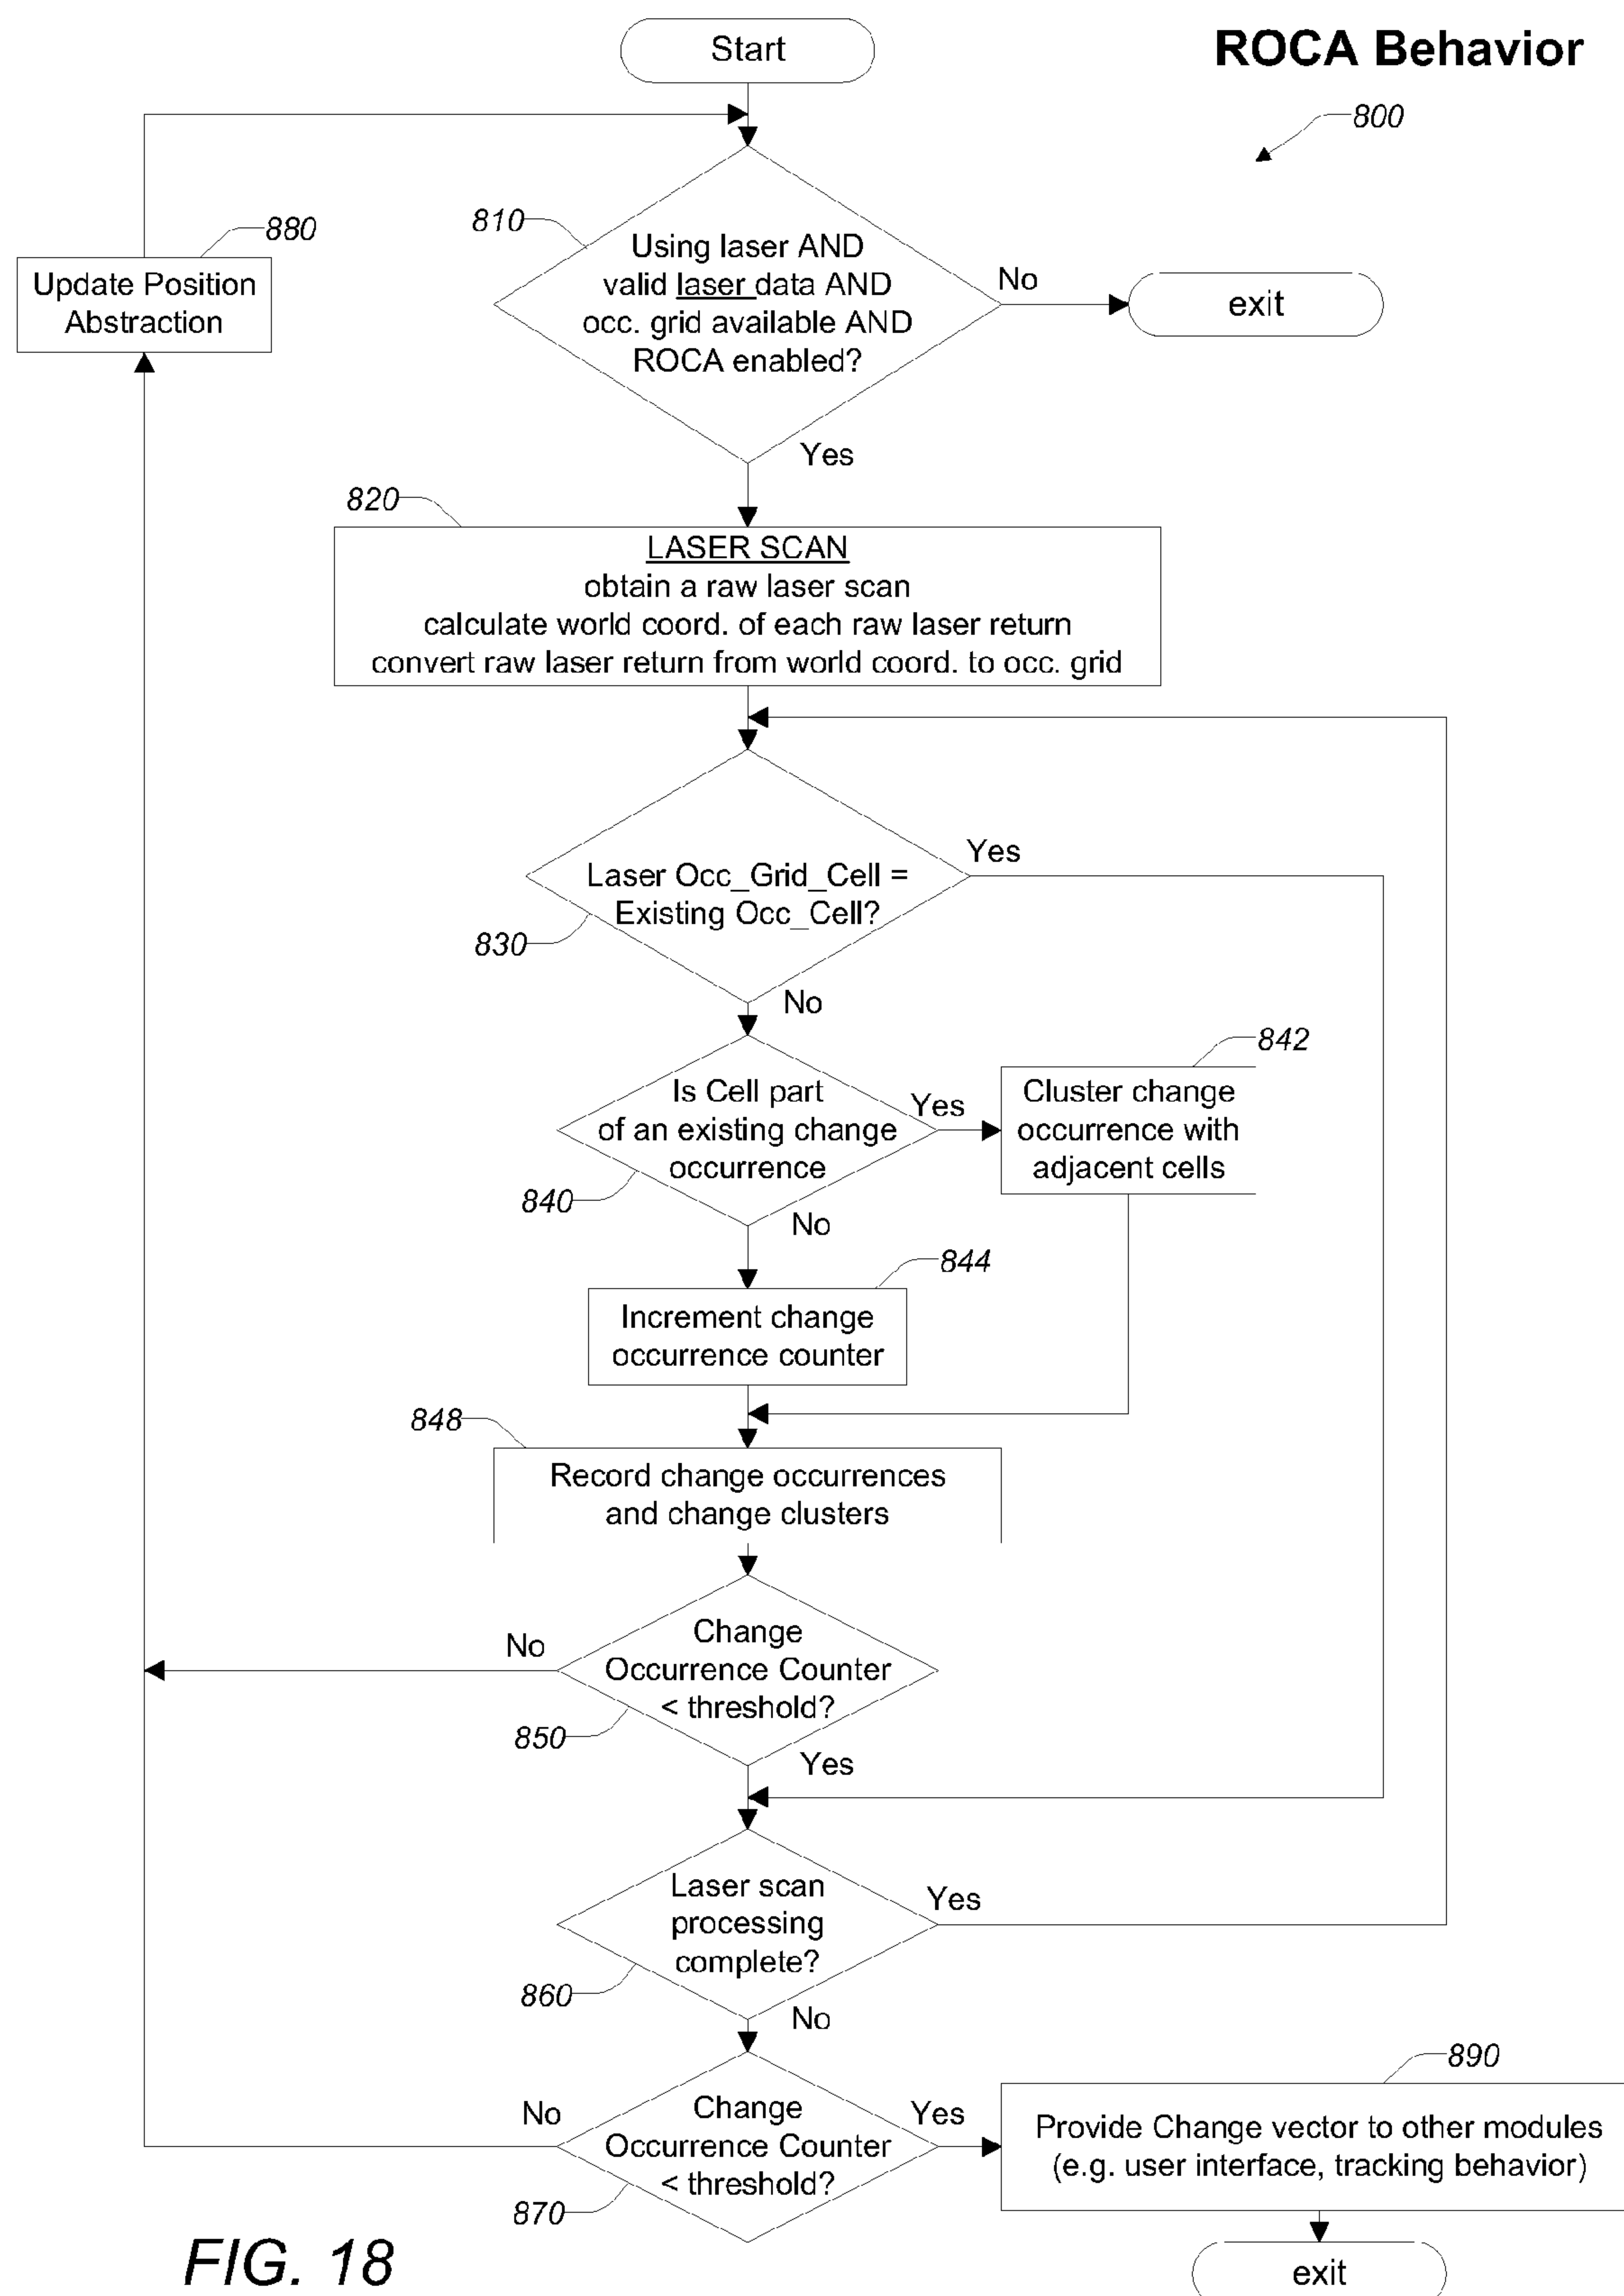 Start
ROCA Behavior
800
880
Update Position
Abstraction
810
Using laser AND
valid laser data AND
occ. grid available AND
ROCA enabled?
No
exit
Yes
820
LASER SCAN
obtain a raw laser scan
calculate world coord. of each raw laser return
convert raw laser return from world coord. to occ. grid
Yes
Laser Occ_Grid_Cell =
Existing Occ_Cell?
830
No
842
Is Cell part
of an existing change
occurrence
Yes
Cluster change
occurrence with
adjacent cells
840
No
844
Increment change
occurrence counter
848
Record change occurrences
and change clusters
No
Change
Occurrence Counter
< threshold?
850
Yes
Laser scan
processing
complete?
Yes
860
No
890
No
Change
Occurrence Counter
< threshold?
Yes
Provide Change vector to other modules
(e.g. user interface, tracking behavior)
870
exit
FIG. 18